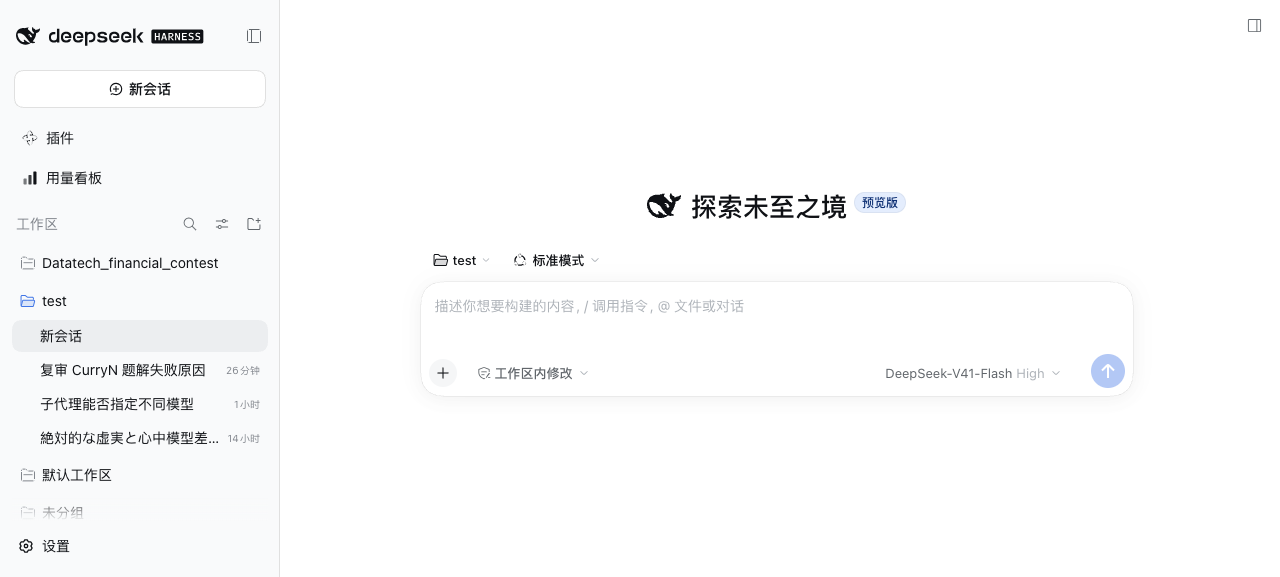 deepseek HARNESS
新会话
插件
用量看板
工作区
Datatech_financial_contest
test
新会话
复审 CurryN 题解失败原因 26分钟
子代理能否指定不同模型 1小时
絶対的な虚実と心中模型差... 14小时
默认工作区
未分组
设置
探索未至之境 预览版
test 标准模式
描述你想要构建的内容, / 调用指令, @ 文件或对话
工作区内修改 DeepSeek-V41-Flash High